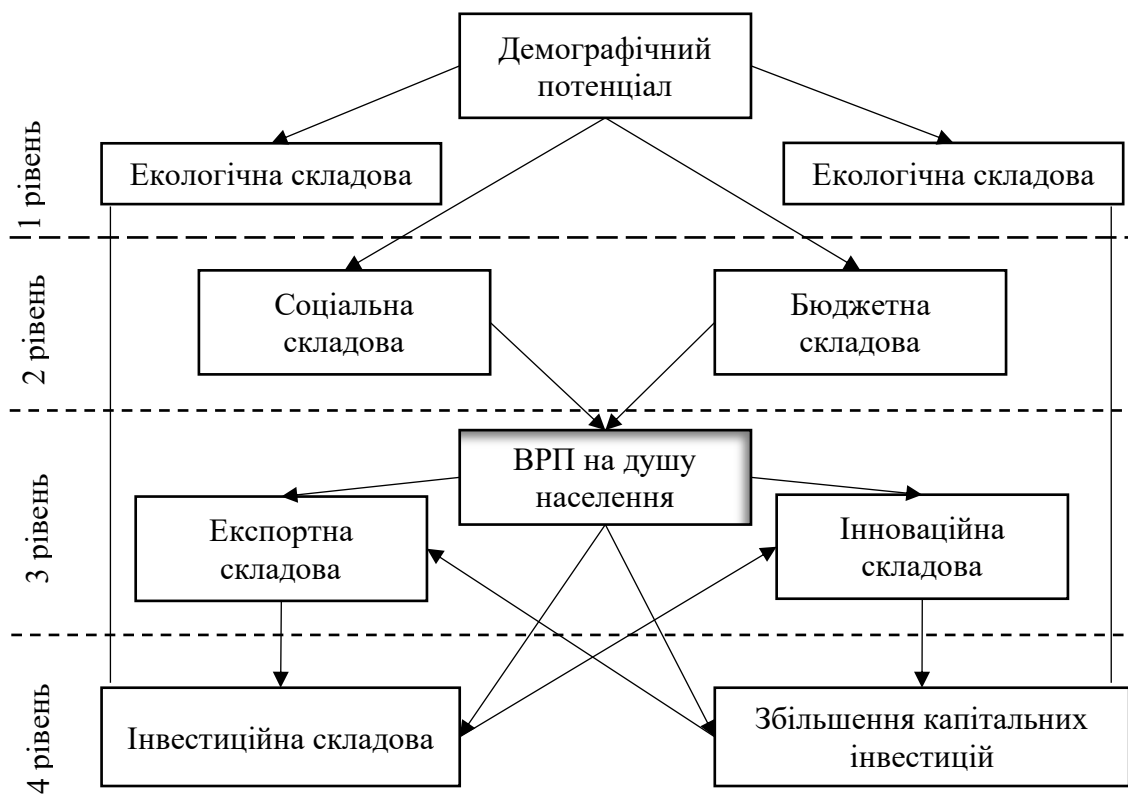 Демографічний
потенціал
1 рівень
Екологічна складова
Екологічна складова
2 рівень
Соціальна
складова
Бюджетна
складова
3 рівень
ВРП на душу
населення
Експортна
складова
Інноваційна
складова
4 рівень
Інвестиційна складова
Збільшення капітальних
інвестицій